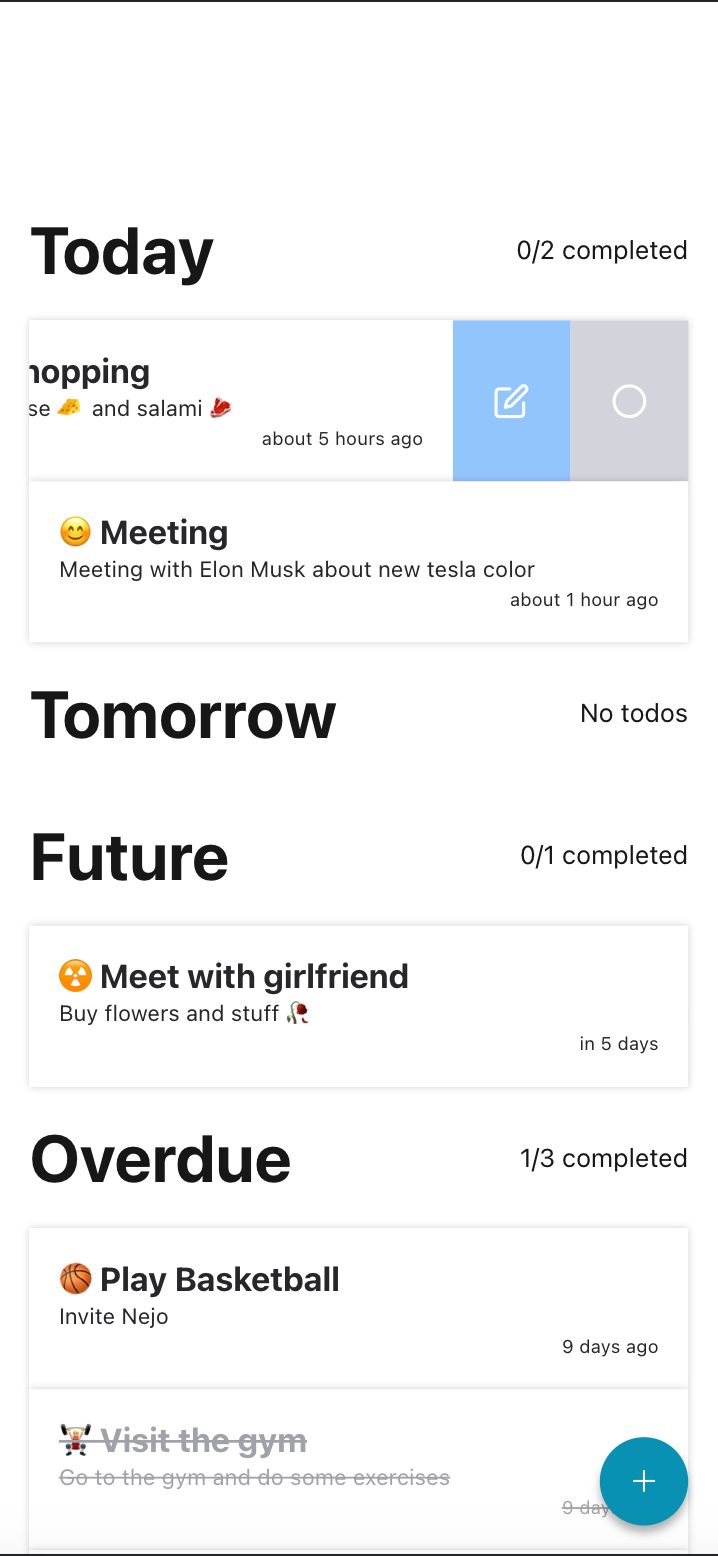 Today
0/2 completed
hopping
se 🧀 and salami 🥩
about 5 hours ago
😊 Meeting
Meeting with Elon Musk about new tesla color
about 1 hour ago
Tomorrow
No todos
Future
0/1 completed
☢️ Meet with girlfriend
Buy flowers and stuff 🥀
in 5 days
Overdue
1/3 completed
🏀 Play Basketball
Invite Nejo
9 days ago
🏋️ Visit the gym
Go to the gym and do some exercises
9 day